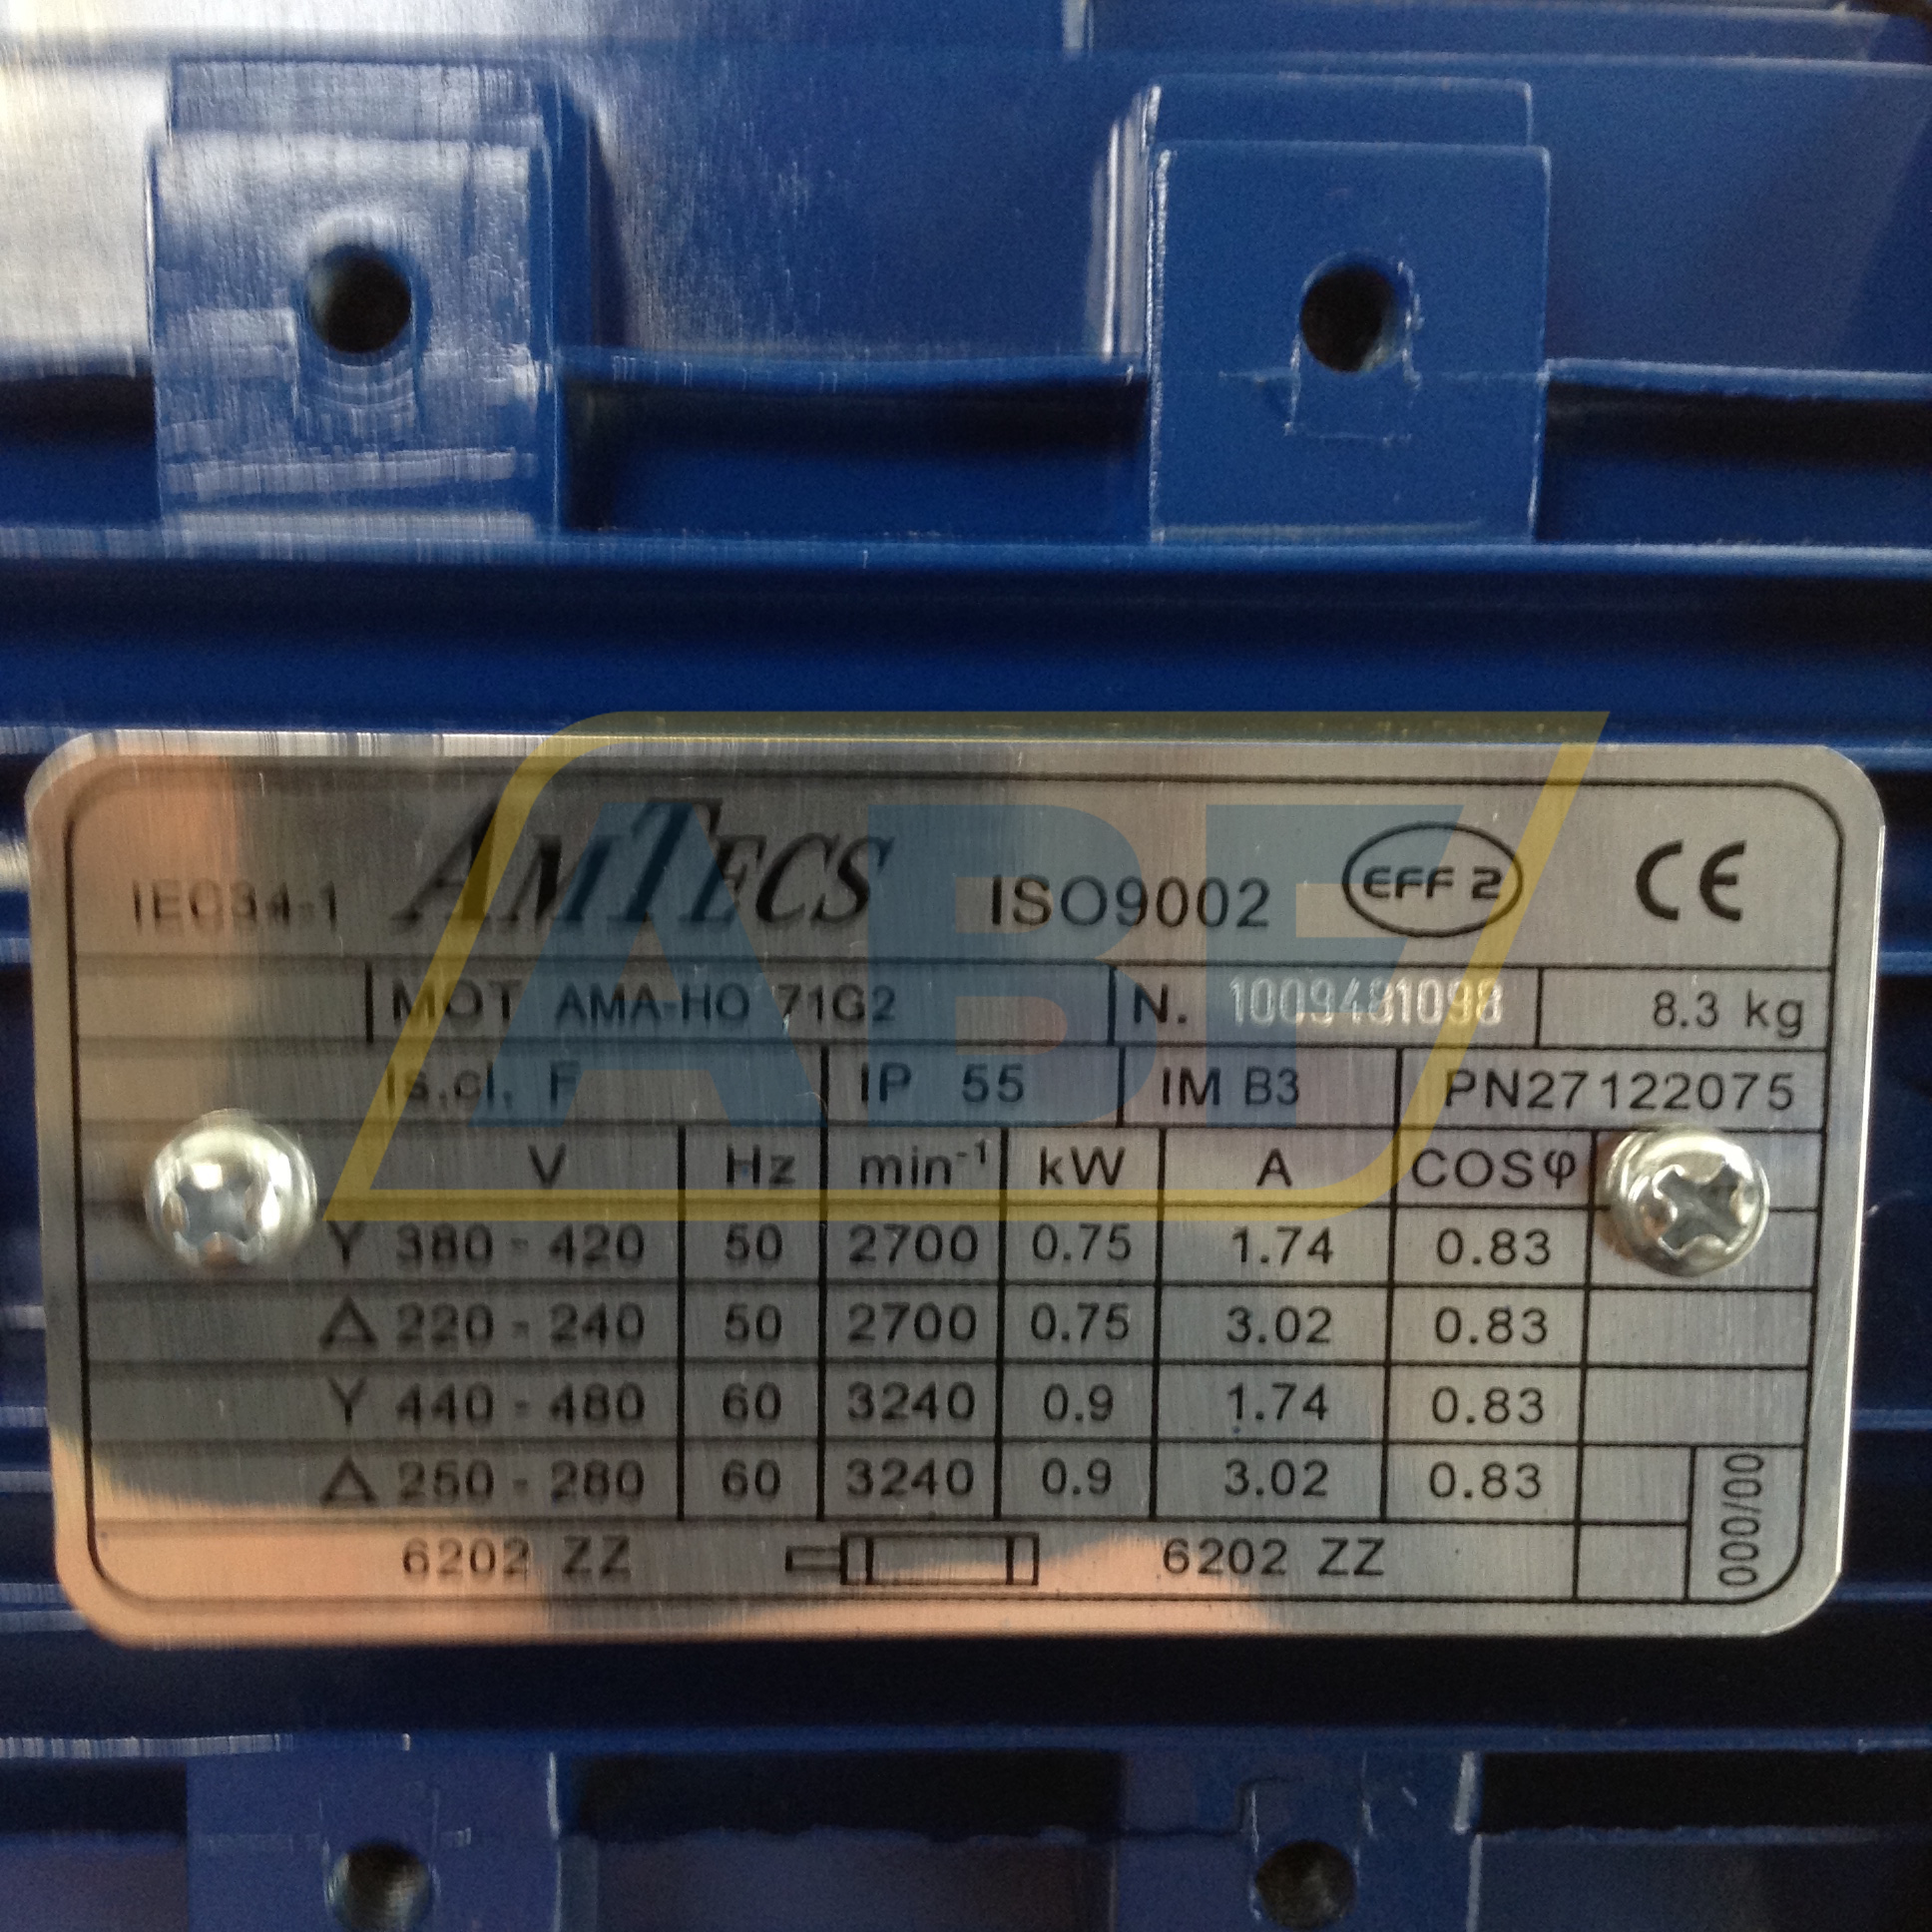 IEC34-1 AMTECS ISO9002 EFF 2 CE
MOT AMA-HO 71G2 N. 1009481098 8.3 kg
Is.cl. F IP 55 IM B3 PN27122075
V Hz min⁻¹ kW A COSφ
Y 380 - 420 50 2700 0.75 1.74 0.83
Δ 220 - 240 50 2700 0.75 3.02 0.83
Y 440 - 480 60 3240 0.9 1.74 0.83
Δ 250 - 280 60 3240 0.9 3.02 0.83
6202 ZZ 6202 ZZ
000/00
ABF